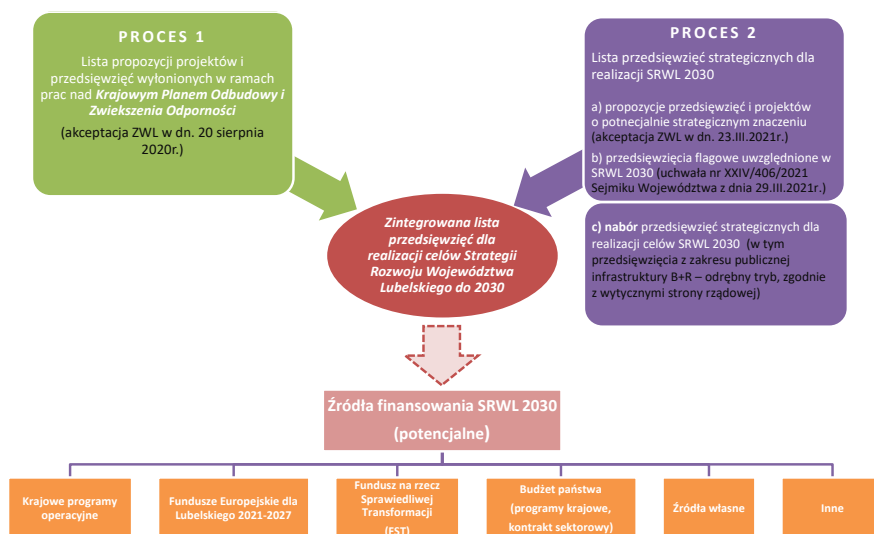 PROCES 1
Lista propozycji projektów i
przedsięwzięć wyłonionych w ramach
prac nad Krajowym Planem Odbudowy i
Zwiekszenia Odporności
(akceptacja ZWL w dn. 20 sierpnia
2020r.)
PROCES 2
Lista przedsięwzięć strategicznych dla
realizacji SRWL 2030
a) propozycje przedsięwzięć i projektów
o potnecjalnie strategicznym znaczeniu
(akceptacja ZWL w dn. 23.III.2021r.)
b) przedsięwzięcia flagowe uwzględnione w
SRWL 2030 (uchwała nr XXIV/406/2021
Sejmiku Województwa z dnia 29.III.2021r.)
c) nabór przedsięwzięć strategicznych dla
realizacji celów SRWL 2030 (w tym
przedsięwzięcia z zakresu publicznej
infrastruktury B+R – odrębny tryb, zgodnie
z wytycznymi strony rządowej)
Zintegrowana lista
przedsięwzięć dla
realizacji celów Strategii
Rozwoju Województwa
Lubelskiego do 2030
Źródła finansowania SRWL 2030
(potencjalne)
Krajowe programy
operacyjne
Fundusze Europejskie dla
Lubelskiego 2021-2027
Fundusz na rzecz
Sprawiedliwej
Transformacji
(FST)
Budżet państwa
(programy krajowe,
kontrakt sektorowy)
Źródła własne
Inne